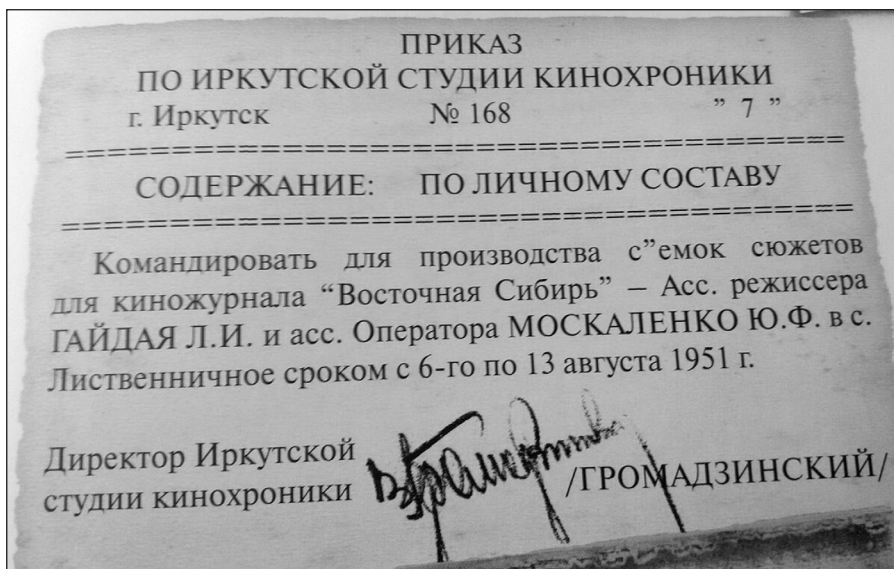 ПРИКАЗ
ПО ИРКУТСКОЙ СТУДИИ КИНОХРОНИКИ
г. Иркутск № 168 ” 7 ”
=====================================
СОДЕРЖАНИЕ: ПО ЛИЧНОМУ СОСТАВУ
=====================================
Командировать для производства с”емок сюжетов
для киножурнала “Восточная Сибирь” – Асс. режиссера
ГАЙДАЯ Л.И. и асс. Оператора МОСКАЛЕНКО Ю.Ф. в с.
Лиственничное сроком с 6-го по 13 августа 1951 г.
Директор Иркутской
студии кинохроники /ГРОМАДЗИНСКИЙ/